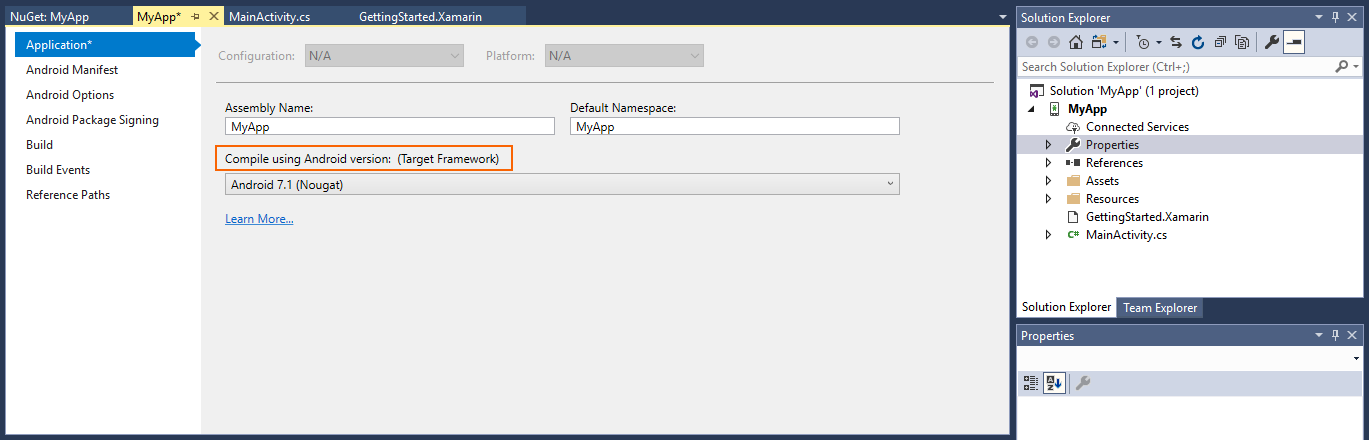 NuGet: MyApp
MyApp*
MainActivity.cs
GettingStarted.Xamarin
Application*
Android Manifest
Android Options
Android Package Signing
Build
Build Events
Reference Paths
Configuration: N/A Platform: N/A
Assembly Name: Default Namespace:
MyApp MyApp
Compile using Android version: (Target Framework)
Android 7.1 (Nougat)
Learn More...
Solution Explorer
Search Solution Explorer (Ctrl+;)
Solution 'MyApp' (1 project)
MyApp
Connected Services
Properties
References
Assets
Resources
GettingStarted.Xamarin
C# MainActivity.cs
Solution Explorer Team Explorer
Properties